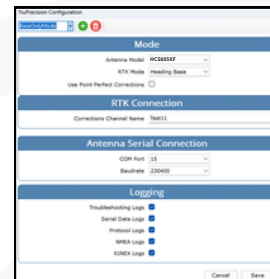 TruPrecision Configuration
BaseOnlyMode
Mode
Antenna Model HCS885XF
RTK Mode Heading Base
Use Point Perfect Corrections
RTK Connection
Corrections Channel Name Test11
Antenna Serial Connection
COM Port 15
Baudrate 230400
Logging
Troubleshooting Logs
Serial Data Logs
Protocol Logs
NMEA Logs
RINEX Logs
Cancel Save